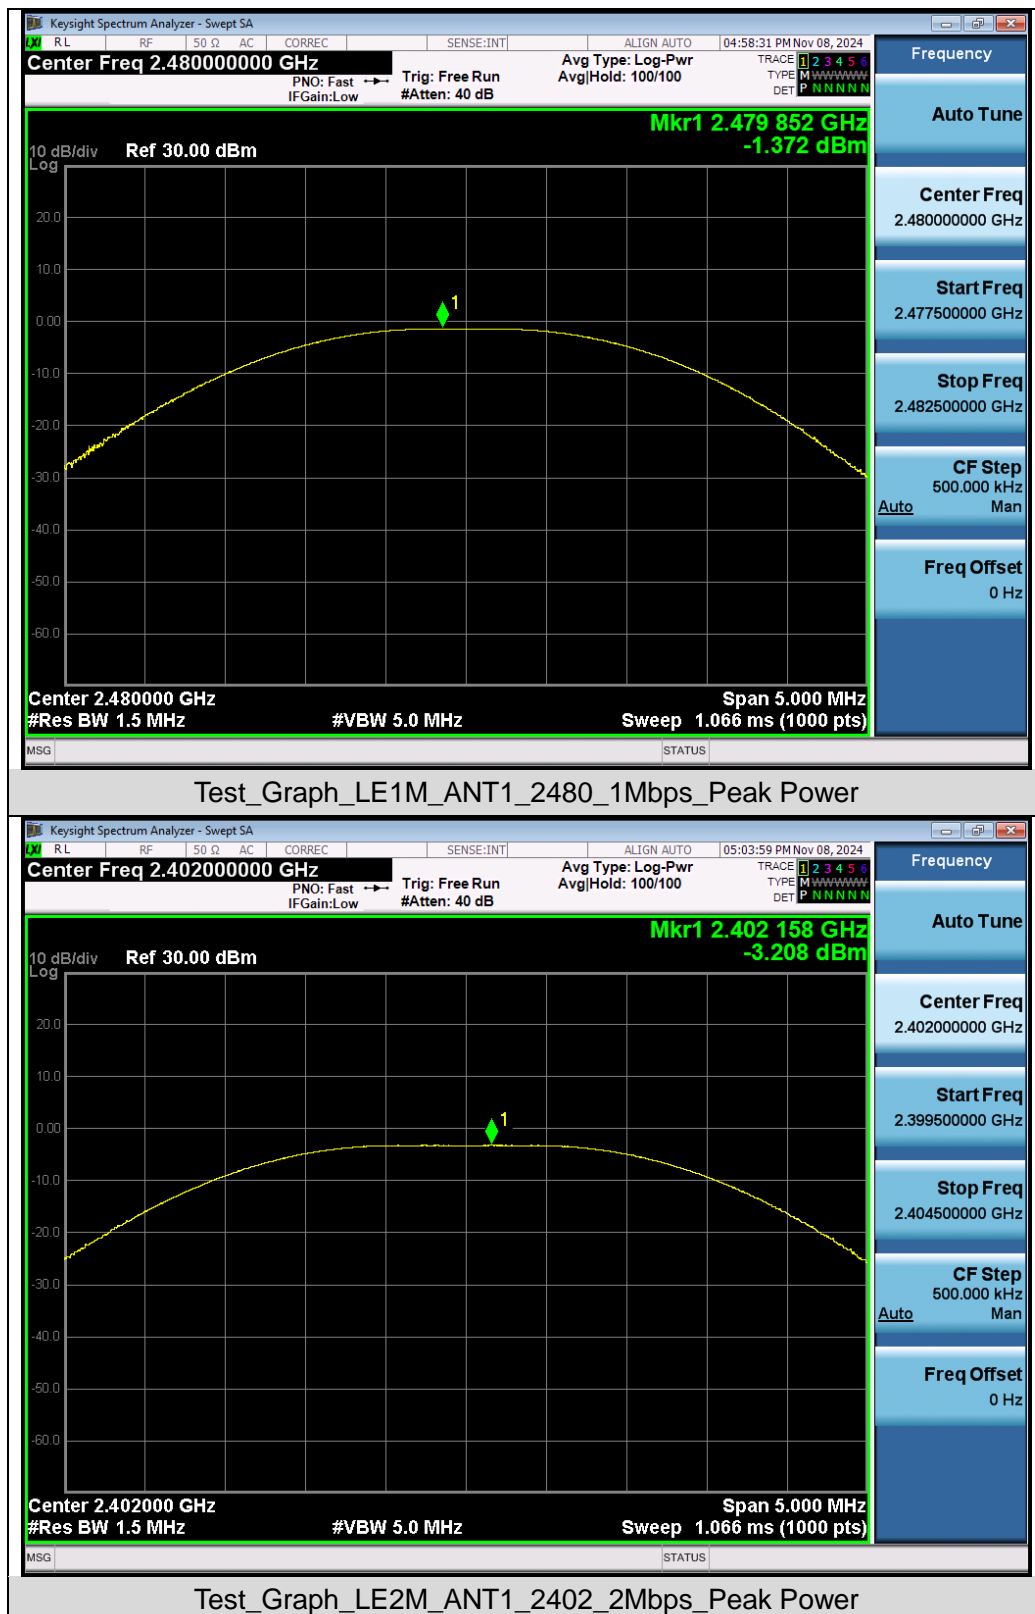 Keysight Spectrum Analyzer - Swept SA
LXI RL RF 50 Ω AC CORREC SENSE:INT ALIGN AUTO 04:58:31 PM Nov 08, 2024
Center Freq 2.480000000 GHz
PNO: Fast
IFGain:Low
Trig: Free Run
#Atten: 40 dB
Avg Type: Log-Pwr
Avg|Hold: 100/100
TRACE 1 2 3 4 5 6
TYPE M WWWWW
DET P N N N N N
Mkr1 2.479 852 GHz
-1.372 dBm
10 dB/div Ref 30.00 dBm
Log
20.0
10.0
1
0.00
-10.0
-20.0
-30.0
-40.0
-50.0
-60.0
Center 2.480000 GHz Span 5.000 MHz
#Res BW 1.5 MHz #VBW 5.0 MHz Sweep 1.066 ms (1000 pts)
MSG STATUS
Frequency
Auto Tune
Center Freq
2.480000000 GHz
Start Freq
2.477500000 GHz
Stop Freq
2.482500000 GHz
CF Step
500.000 kHz
Auto Man
Freq Offset
0 Hz
Test_Graph_LE1M_ANT1_2480_1Mbps_Peak Power
Keysight Spectrum Analyzer - Swept SA
LXI RL RF 50 Ω AC CORREC SENSE:INT ALIGN AUTO 05:03:59 PM Nov 08, 2024
Center Freq 2.402000000 GHz
PNO: Fast
IFGain:Low
Trig: Free Run
#Atten: 40 dB
Avg Type: Log-Pwr
Avg|Hold: 100/100
TRACE 1 2 3 4 5 6
TYPE M WWWWW
DET P N N N N N
Mkr1 2.402 158 GHz
-3.208 dBm
10 dB/div Ref 30.00 dBm
Log
20.0
10.0
1
0.00
-10.0
-20.0
-30.0
-40.0
-50.0
-60.0
Center 2.402000 GHz Span 5.000 MHz
#Res BW 1.5 MHz #VBW 5.0 MHz Sweep 1.066 ms (1000 pts)
MSG STATUS
Frequency
Auto Tune
Center Freq
2.402000000 GHz
Start Freq
2.399500000 GHz
Stop Freq
2.404500000 GHz
CF Step
500.000 kHz
Auto Man
Freq Offset
0 Hz
Test_Graph_LE2M_ANT1_2402_2Mbps_Peak Power